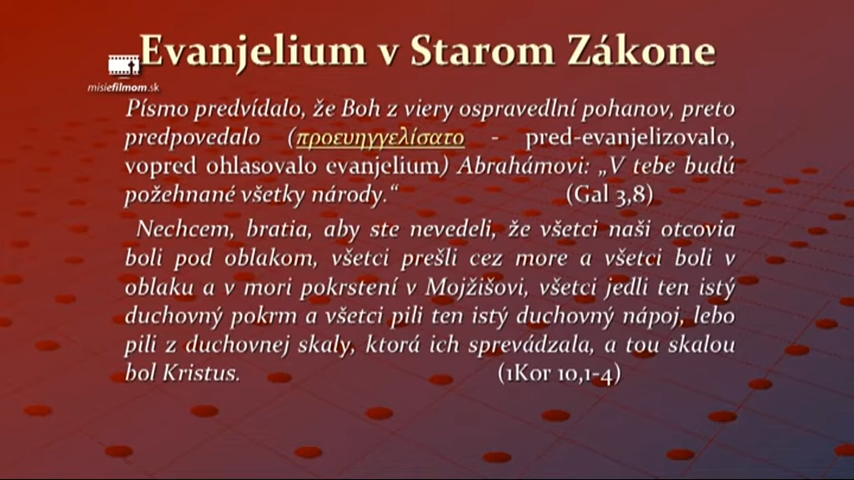 Evanjelium v Starom Zákone
misiefilmom.sk
Písmo predvídalo, že Boh z viery ospravedlní pohanov, preto
predpovedalo (προευηγγελίσατο - pred-evanjelizovalo,
vopred ohlasovalo evanjelium) Abrahámovi: „V tebe budú
požehnané všetky národy.“ (Gal 3,8)
Nechcem, bratia, aby ste nevedeli, že všetci naši otcovia
boli pod oblakom, všetci prešli cez more a všetci boli v
oblaku a v mori pokrstení v Mojžišovi, všetci jedli ten istý
duchovný pokrm a všetci pili ten istý duchovný nápoj, lebo
pili z duchovnej skaly, ktorá ich sprevádzala, a tou skalou
bol Kristus. (1Kor 10,1-4)